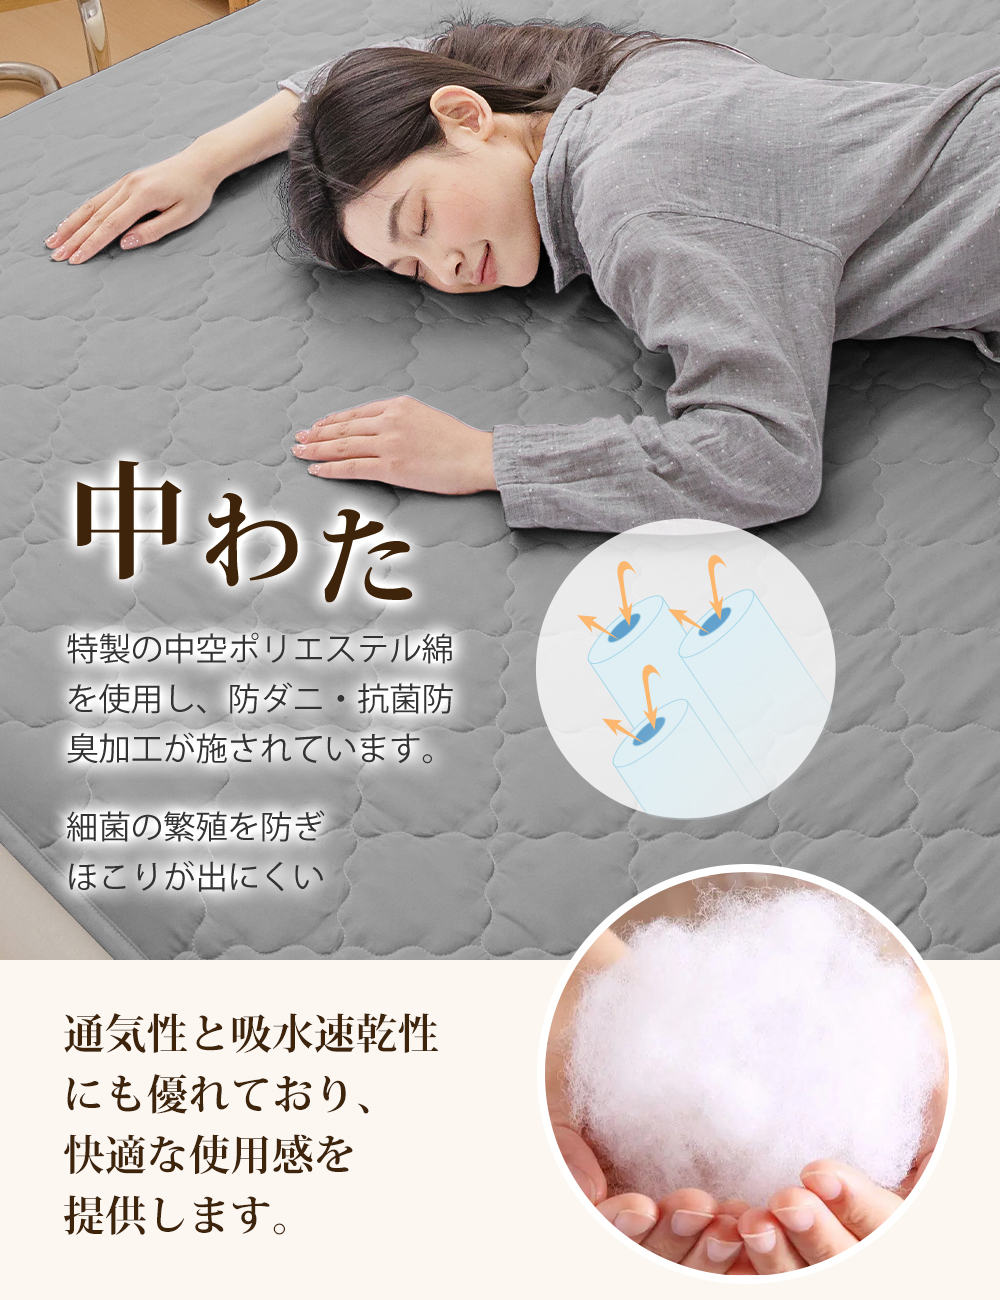 中わた
特製の中空ポリエステル綿
を使用し、防ダニ・抗菌防
臭加工が施されています。
細菌の繁殖を防ぎ
ほこりが出にくい
通気性と吸水速乾性
にも優れており、
快適な使用感を
提供します。